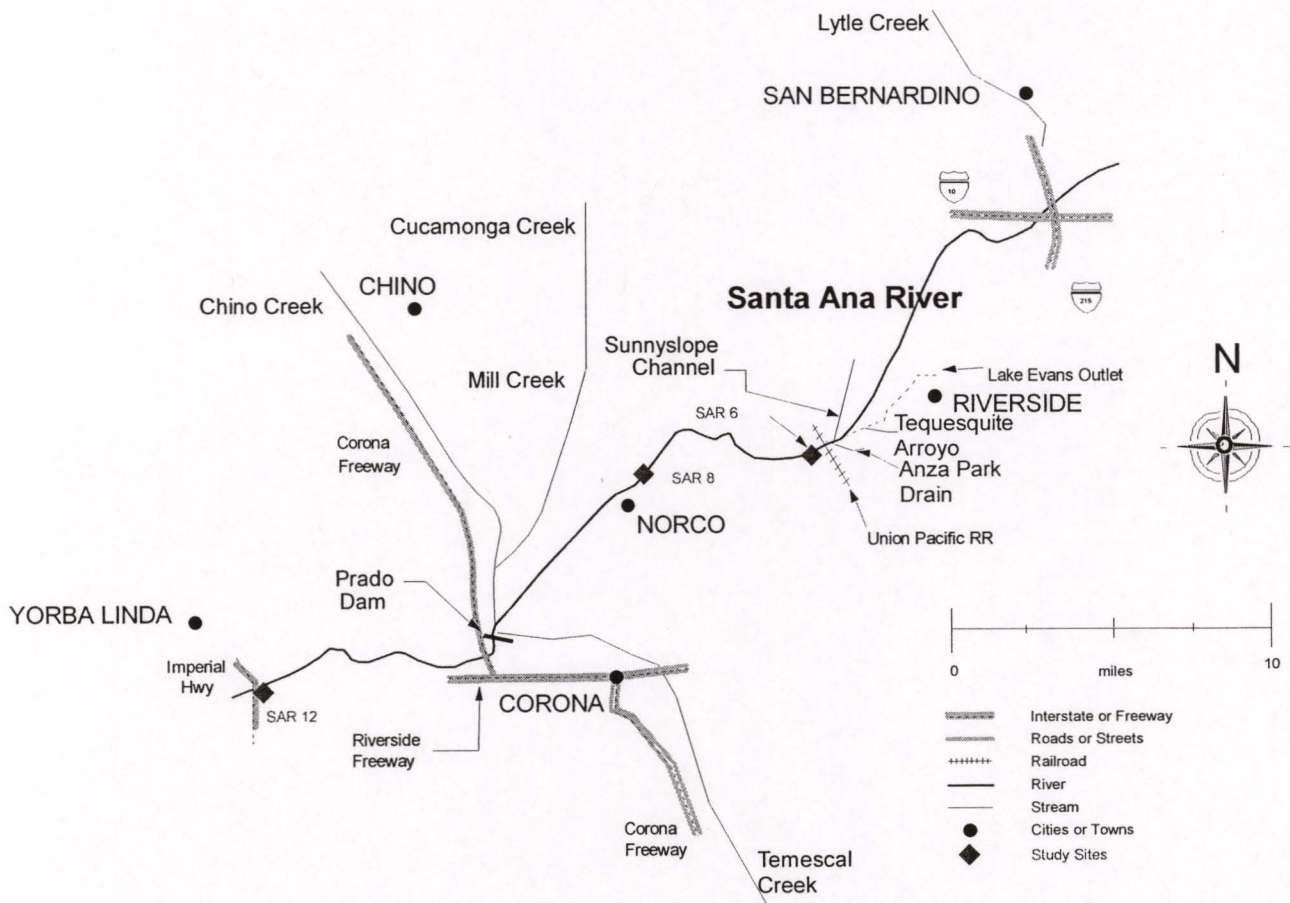 Lytle Creek
SAN BERNARDINO
10
Cucamonga Creek
CHINO
Chino Creek
Santa Ana River
215
Sunnyslope
Channel
Mill Creek
N
Lake Evans Outlet
RIVERSIDE
SAR 6
Tequesquite
Arroyo
Anza Park
Drain
Corona
Freeway
SAR 8
NORCO
Union Pacific RR
Prado
Dam
YORBA LINDA
Imperial
Hwy
0
miles
10
CORONA
SAR 12
Riverside
Freeway
Interstate or Freeway
Roads or Streets
Railroad
River
Stream
Cities or Towns
Study Sites
Corona
Freeway
Temescal
Creek